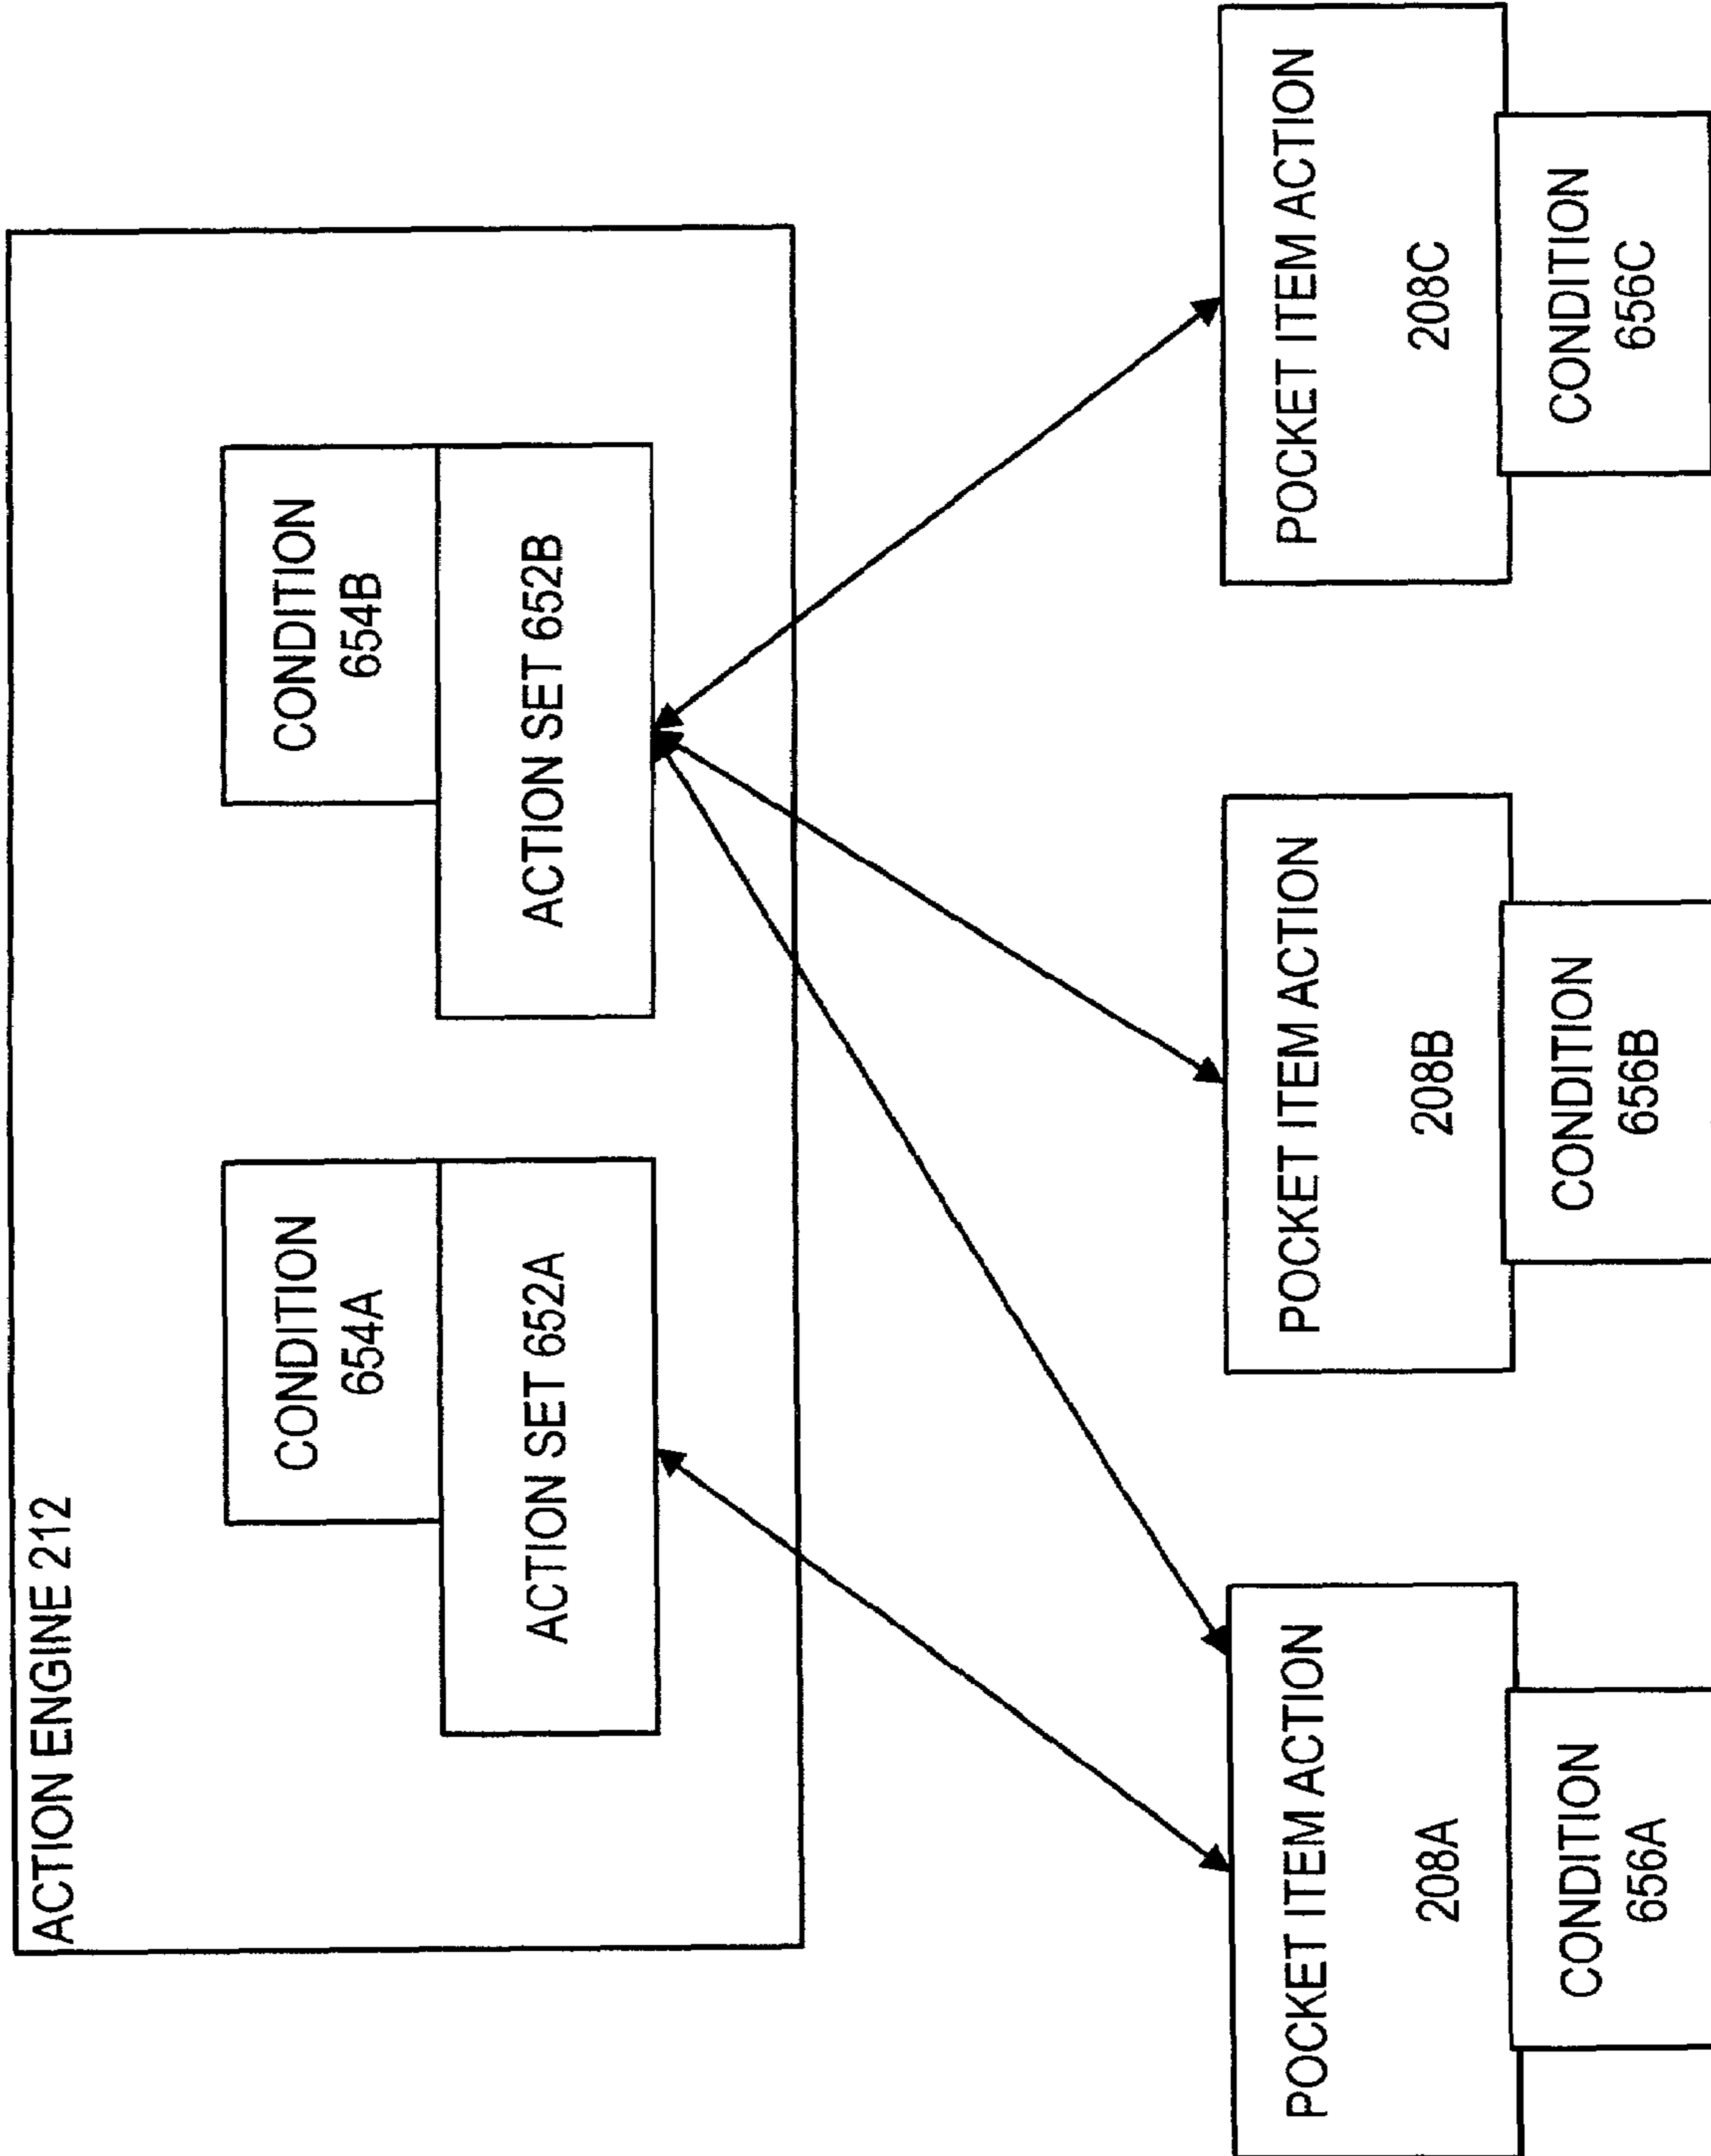 ACTION ENGINE 212
CONDITION
654A
ACTION SET 652A
CONDITION
654B
ACTION SET 652B
POCKET ITEM ACTION
208A
CONDITION
656A
POCKET ITEM ACTION
208B
CONDITION
656B
POCKET ITEM ACTION
208C
CONDITION
656C